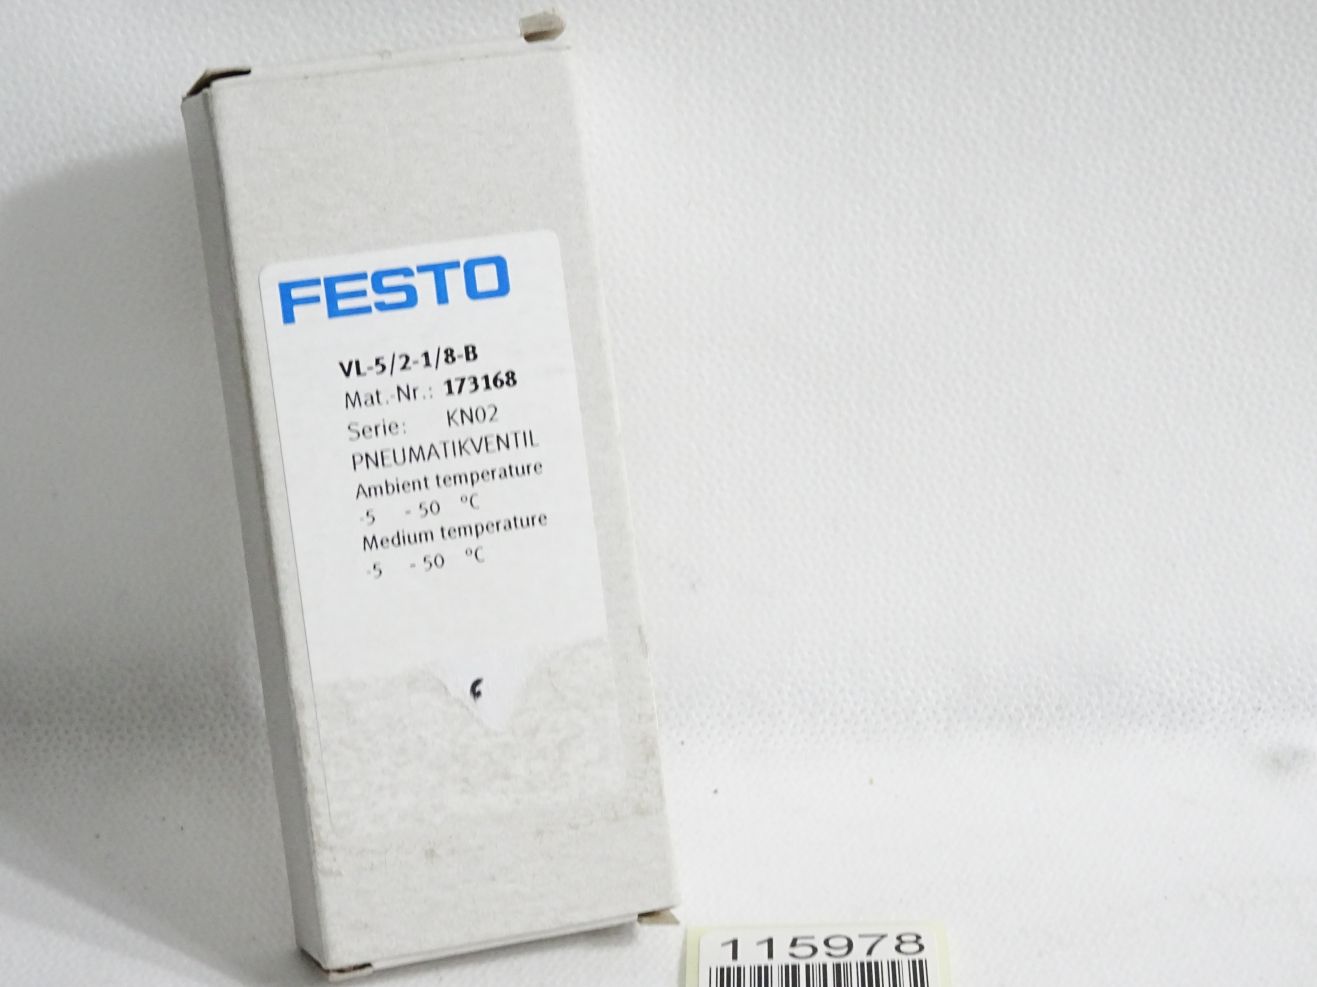 FESTO
VL-5/2-1/8-B
Mat.-Nr.: 173168
Serie: KN02
PNEUMATIKVENTIL
Ambient temperature
-5 - 50 °C
Medium temperature
-5 - 50 °C
115978